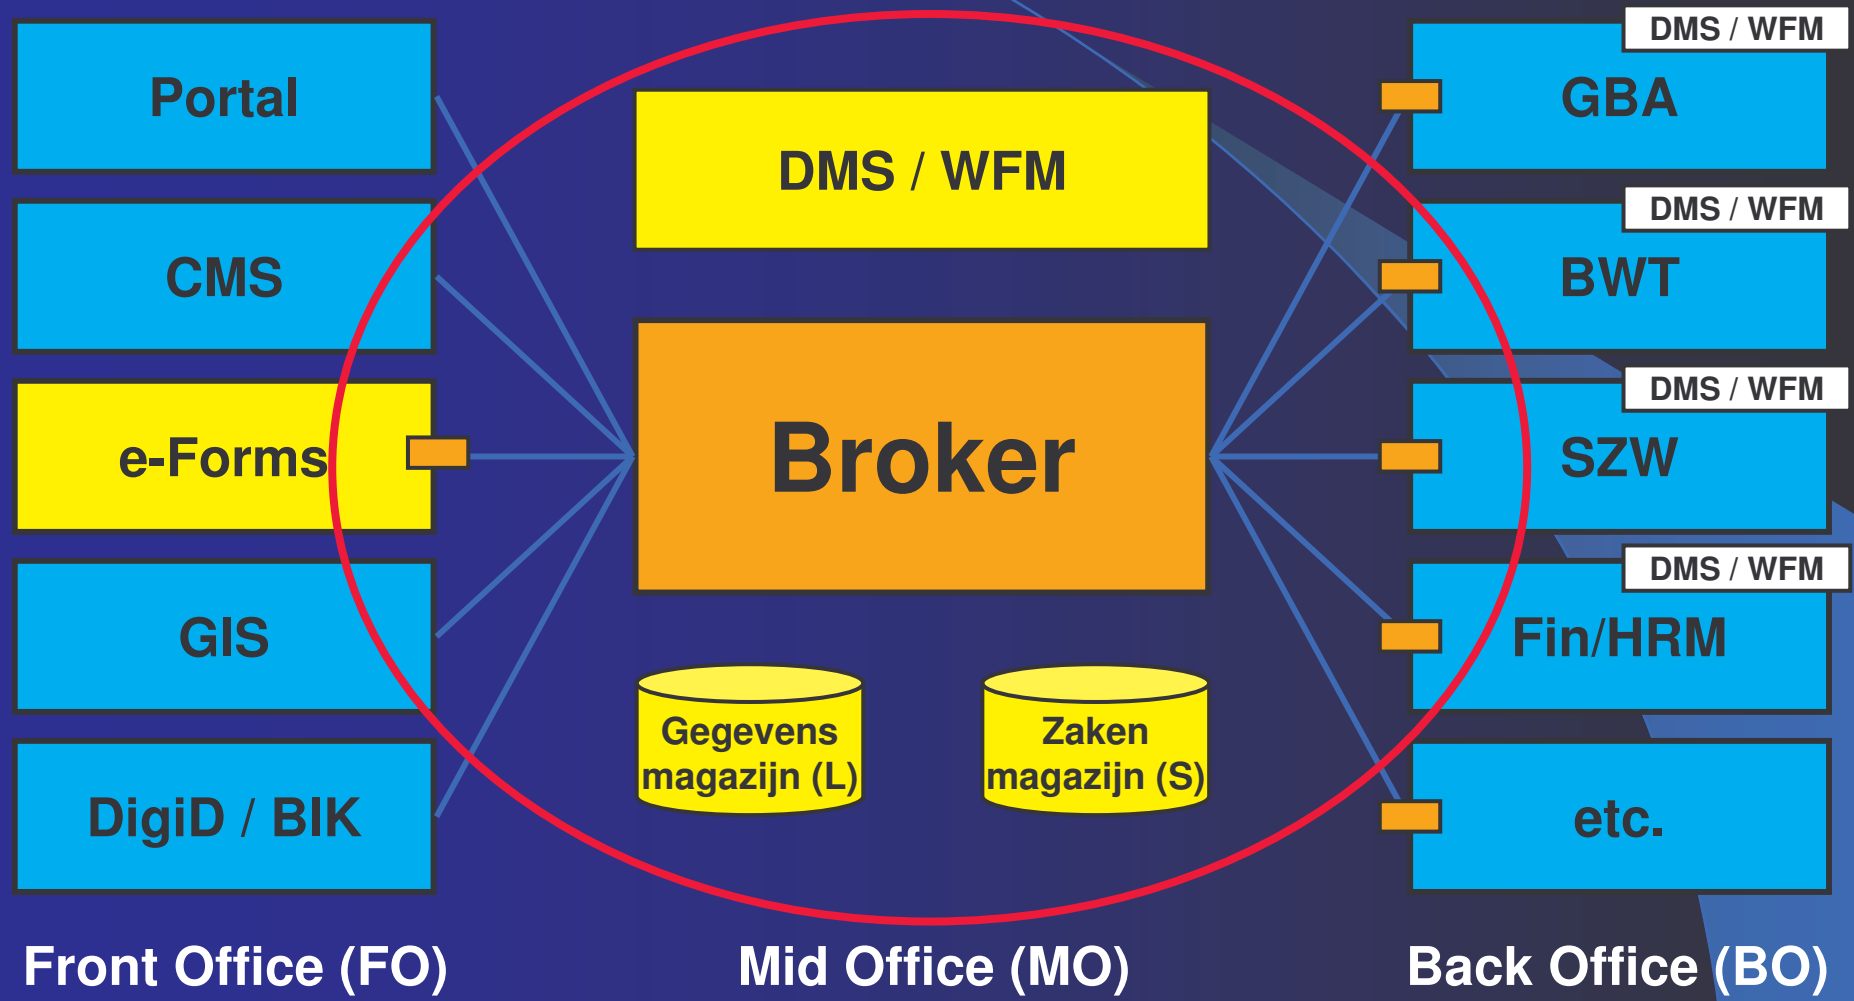 Portal
CMS
e-Forms
GIS
DigiD / BIK
Front Office (FO)
DMS / WFM
Broker
Gegevens
magazijn (L)
Zaken
magazijn (S)
Mid Office (MO)
DMS / WFM
GBA
DMS / WFM
BWT
DMS / WFM
SZW
DMS / WFM
Fin/HRM
etc.
Back Office (BO)